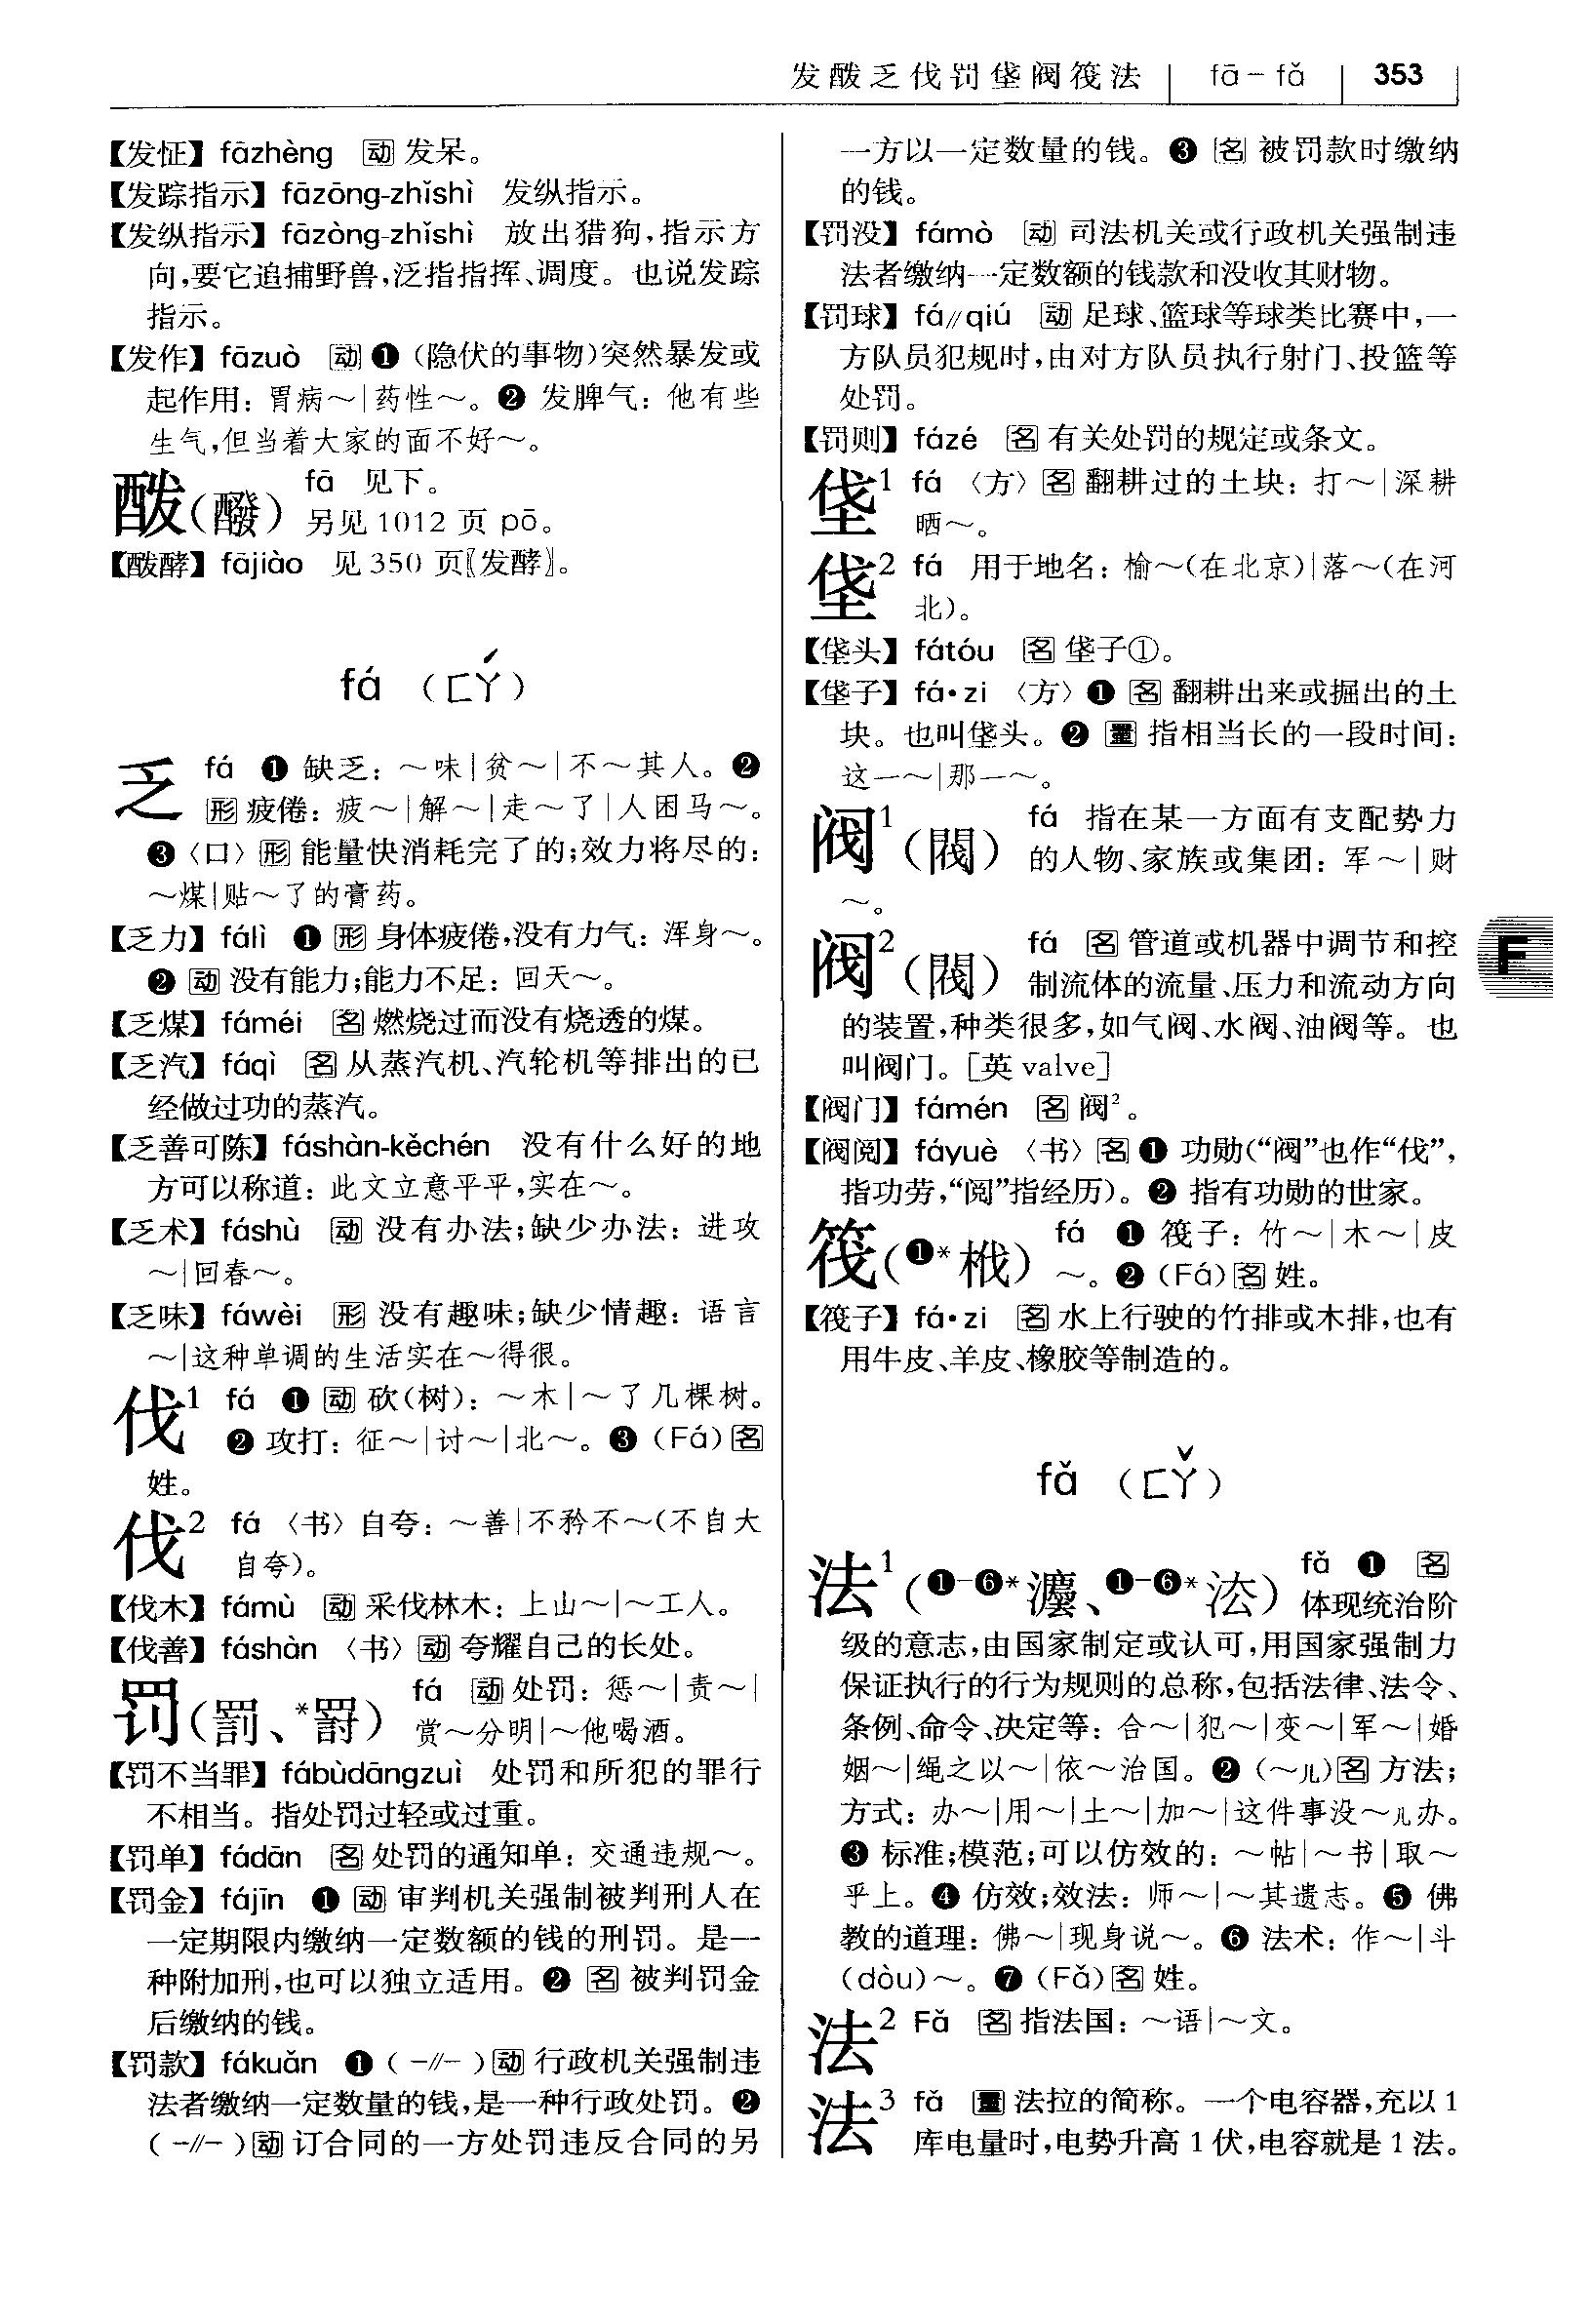 发酦乏伐罚垡阀筏法 fā–fǎ 353
【发怔】 fāzhèng 动 发呆。
【发踪指示】 fāzōng-zhǐshì 发纵指示。
【发纵指示】 fāzòng-zhǐshì 放出猎狗,指示方
向,要它追捕野兽,泛指指挥、调度。也说发踪
指示。
【发作】 fāzuò 动 ❶ (隐伏的事物)突然暴发或
起作用:胃病~|药性~。❷ 发脾气:他有些
生气,但当着大家的面不好~。
酦(醱) fā 见下。
另见 1012 页 pō。
【酦酵】 fājiào 见 350 页〖发酵〗。
fá (ㄈㄚˊ)
乏 fá ❶ 缺乏:~味|贫~|不~其人。❷
形 疲倦:疲~|解~|走~了|人困马~。
❸〈口〉形 能量快消耗完了的;效力将尽的:
~煤|贴~了的膏药。
【乏力】 fálì ❶ 形 身体疲倦,没有力气:浑身~。
❷ 动 没有能力;能力不足:回天~。
【乏煤】 fáméi 名 燃烧过而没有烧透的煤。
【乏汽】 fáqì 名 从蒸汽机、汽轮机等排出的已
经做过功的蒸汽。
【乏善可陈】 fáshàn-kěchén 没有什么好的地
方可以称道:此文立意平平,实在~。
【乏术】 fáshù 动 没有办法;缺少办法:进攻
~|回春~。
【乏味】 fáwèi 形 没有趣味;缺少情趣:语言
~|这种单调的生活实在~得很。
伐¹ fá ❶ 动 砍(树):~木|~了几棵树。
❷ 攻打:征~|讨~|北~。❸ (Fá)名
姓。
伐² fá〈书〉自夸:~善|不矜不~(不自大
自夸)。
【伐木】 fámù 动 采伐林木:上山~|~工人。
【伐善】 fáshàn〈书〉动 夸耀自己的长处。
罚(罰、*罸) fá 动 处罚:惩~|责~|
赏~分明|~他喝酒。
【罚不当罪】 fábùdāngzuì 处罚和所犯的罪行
不相当。指处罚过轻或过重。
【罚单】 fádān 名 处罚的通知单:交通违规~。
【罚金】 fájīn ❶ 动 审判机关强制被判刑人在
一定期限内缴纳一定数额的钱的刑罚。是一
种附加刑,也可以独立适用。❷ 名 被判罚金
后缴纳的钱。
【罚款】 fákuǎn ❶ (-//-)动 行政机关强制违
法者缴纳一定数量的钱,是一种行政处罚。❷
(-//-)动 订合同的一方处罚违反合同的另
一方以一定数量的钱。❸ 名 被罚款时缴纳
的钱。
【罚没】 fámò 动 司法机关或行政机关强制违
法者缴纳一定数额的钱款和没收其财物。
【罚球】 fá//qiú 动 足球、篮球等球类比赛中,一
方队员犯规时,由对方队员执行射门、投篮等
处罚。
【罚则】 fázé 名 有关处罚的规定或条文。
垡¹ fá〈方〉名 翻耕过的土块:打~|深耕
晒~。
垡² fá 用于地名:榆~(在北京)|落~(在河
北)。
【垡头】 fátóu 名 垡子①。
【垡子】 fá·zi〈方〉❶ 名 翻耕出来或掘出的土
块。也叫垡头。❷ 量 指相当长的一段时间:
这一~|那一~。
阀¹(閥) fá 指在某一方面有支配势力
的人物、家族或集团:军~|财
~。
阀²(閥) fá 名 管道或机器中调节和控
制流体的流量、压力和流动方向
的装置,种类很多,如气阀、水阀、油阀等。也
叫阀门。[英 valve]
【阀门】 fámén 名 阀²。
【阀阅】 fáyuè〈书〉名 ❶ 功勋(“阀”也作“伐”,
指功劳,“阅”指经历)。❷ 指有功勋的世家。
筏(❶*栰) fá ❶ 筏子:竹~|木~|皮
~。❷ (Fá)名 姓。
【筏子】 fá·zi 名 水上行驶的竹排或木排,也有
用牛皮、羊皮、橡胶等制造的。
fǎ (ㄈㄚˇ)
法¹(❶-❻*灋、❶-❻*㳒) fǎ ❶ 名
体现统治阶
级的意志,由国家制定或认可,用国家强制力
保证执行的行为规则的总称,包括法律、法令、
条例、命令、决定等:合~|犯~|变~|军~|婚
姻~|绳之以~|依~治国。❷ (~儿)名 方法;
方式:办~|用~|土~|加~|这件事没~儿办。
❸ 标准;模范;可以仿效的:~帖|~书|取~
乎上。❹ 仿效;效法:师~|~其遗志。❺ 佛
教的道理:佛~|现身说~。❻ 法术:作~|斗
(dòu)~。❼ (Fǎ)名 姓。
法² Fǎ 名 指法国:~语|~文。
法³ fǎ 量 法拉的简称。一个电容器,充以 1
库电量时,电势升高 1 伏,电容就是 1 法。
F